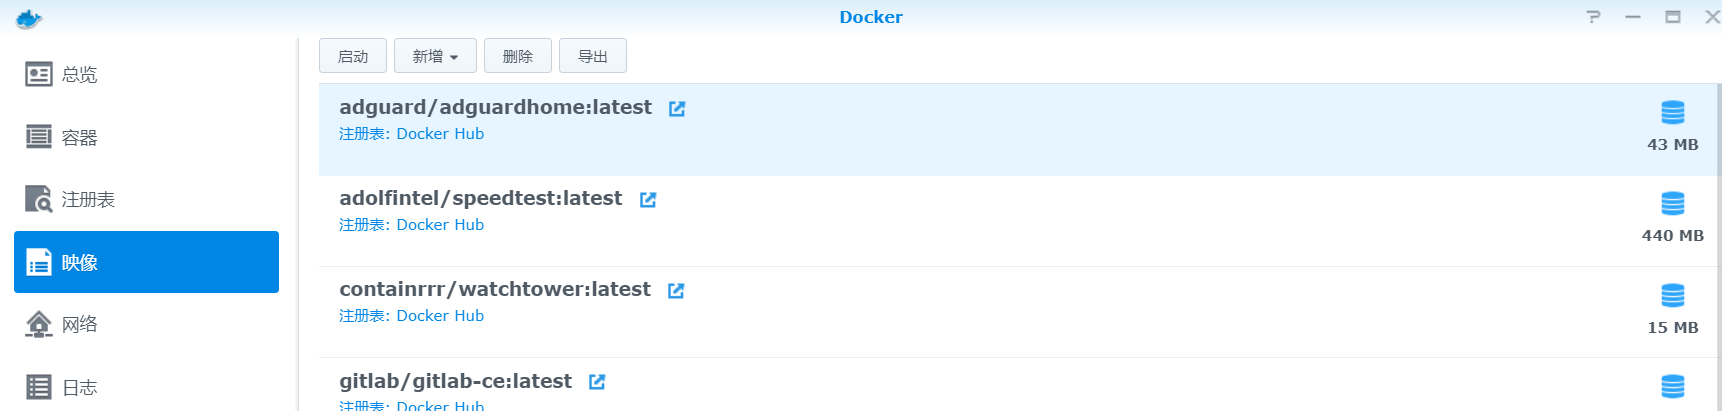 Docker
启动 新增 删除 导出
总览
容器
注册表
映像
网络
日志
adguard/adguardhome:latest
注册表: Docker Hub
43 MB
adolfintel/speedtest:latest
注册表: Docker Hub
440 MB
containrrr/watchtower:latest
注册表: Docker Hub
15 MB
gitlab/gitlab-ce:latest
注册表: Docker Hub